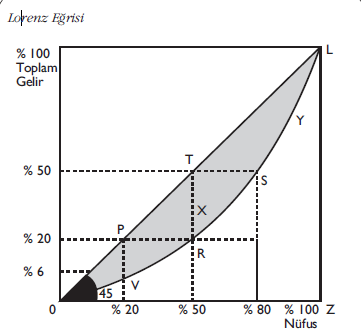 Lorenz Eğrisi
% 100
Toplam
Gelir
L
Y
% 50
T
S
X
% 20
P
R
% 6
V
45
0
% 20
% 50
% 80
% 100
Z
Nüfus